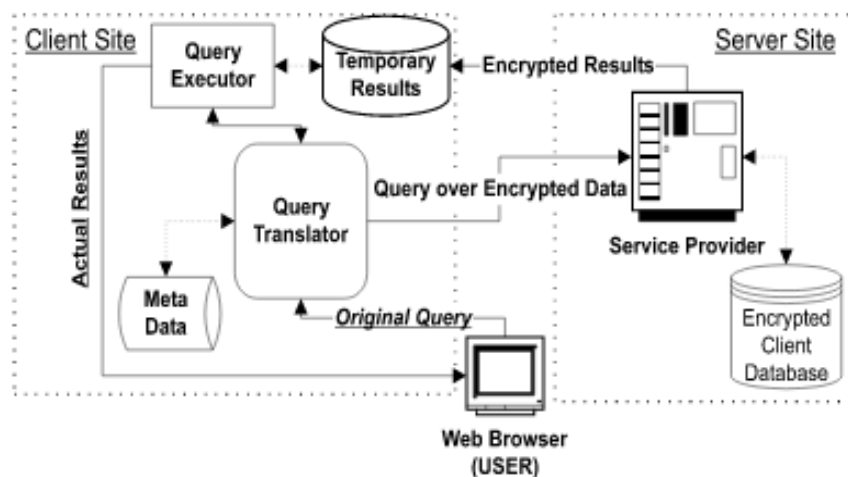 Client Site
Query
Executor
Temporary
Results
Encrypted Results
Server Site
Actual Results
Query
Translator
Query over Encrypted Data
Service Provider
Meta
Data
Original Query
Encrypted
Client
Database
Web Browser
(USER)